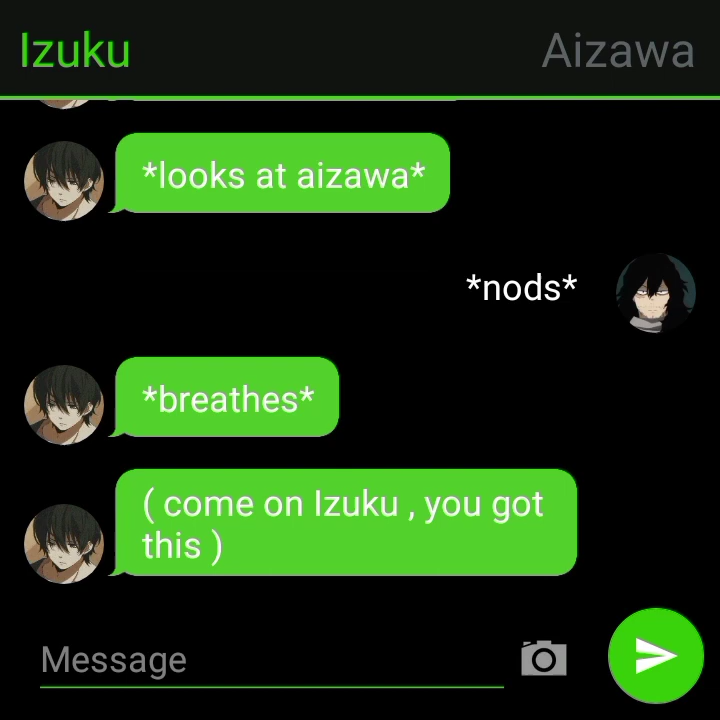 Izuku
Aizawa
*looks at aizawa*
*nods*
*breathes*
( come on Izuku , you got
this )
Message